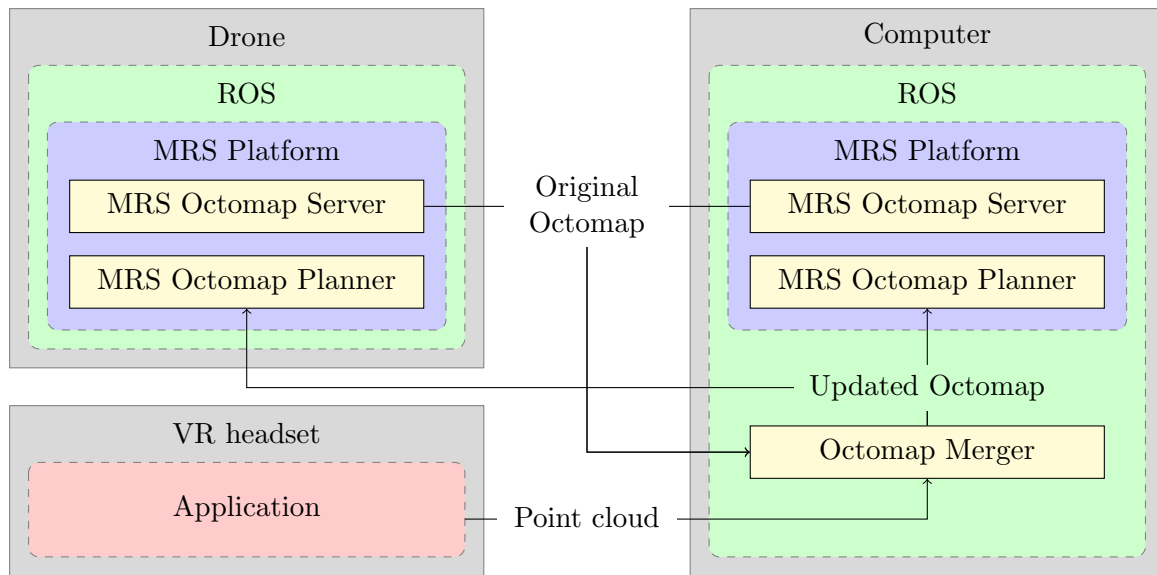 Drone
ROS
MRS Platform
MRS Octomap Server
MRS Octomap Planner
Original
Octomap
Computer
ROS
MRS Platform
MRS Octomap Server
MRS Octomap Planner
Updated Octomap
Octomap Merger
VR headset
Application
Point cloud